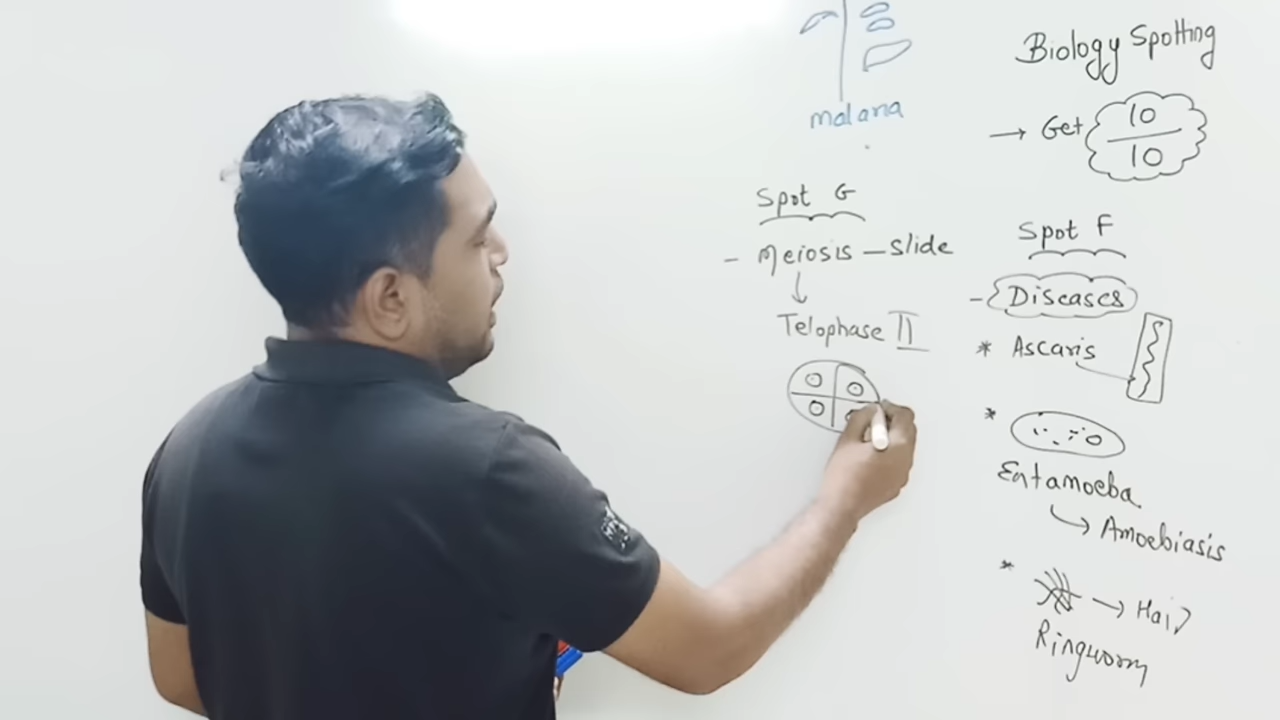 malaria
Spot G
- Meiosis - Slide
Telophase II
Biology Spotting
→ Get 10/10
Spot F
- Diseases
* Ascaris
*
Entamoeba
→ Amoebiasis
* → Hair
Ringworm